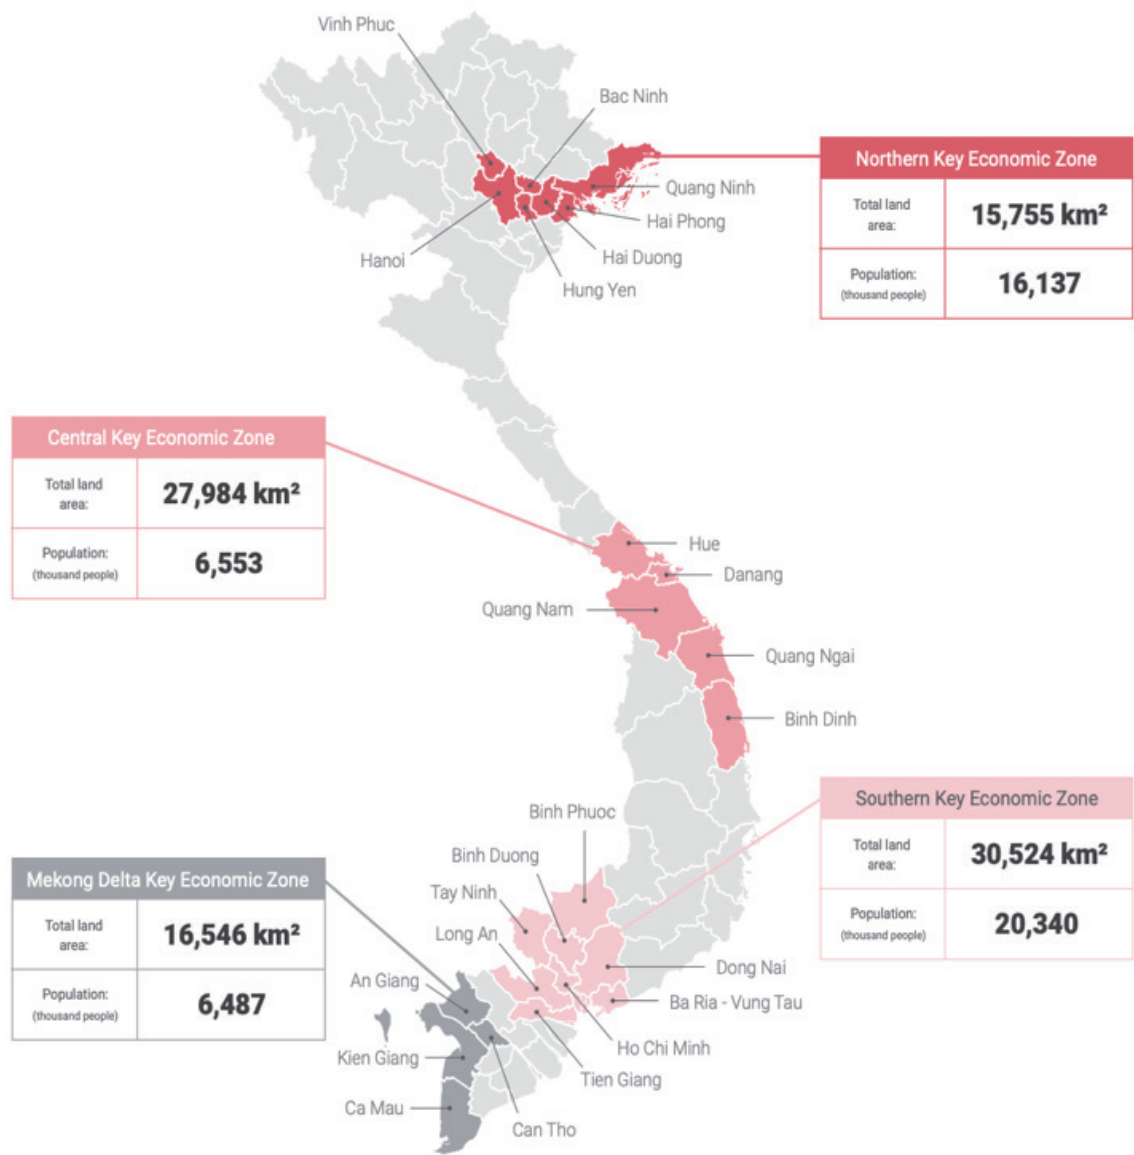 Vinh Phuc
Bac Ninh
Quang Ninh
Hai Phong
Hai Duong
Hung Yen
Hanoi
Northern Key Economic Zone
Total land
area:
15,755 km²
Population:
(thousand people)
16,137
Central Key Economic Zone
Total land
area:
27,984 km²
Population:
(thousand people)
6,553
Hue
Danang
Quang Nam
Quang Ngai
Binh Dinh
Southern Key Economic Zone
Total land
area:
30,524 km²
Population:
(thousand people)
20,340
Binh Phuoc
Binh Duong
Tay Ninh
Long An
Dong Nai
Ba Ria - Vung Tau
Ho Chi Minh
Tien Giang
Mekong Delta Key Economic Zone
Total land
area:
16,546 km²
Population:
(thousand people)
6,487
An Giang
Kien Giang
Ca Mau
Can Tho